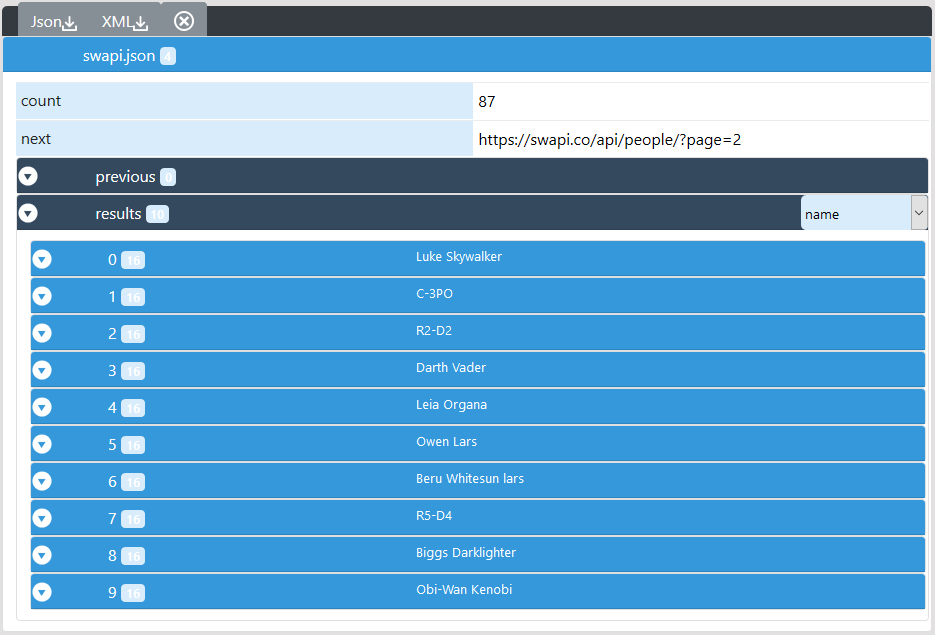 Json XML
swapi.json 4
count 87
next https://swapi.co/api/people/?page=2
previous 0
results 10 name
0 16 Luke Skywalker
1 16 C-3PO
2 16 R2-D2
3 16 Darth Vader
4 16 Leia Organa
5 16 Owen Lars
6 16 Beru Whitesun lars
7 16 R5-D4
8 16 Biggs Darklighter
9 16 Obi-Wan Kenobi